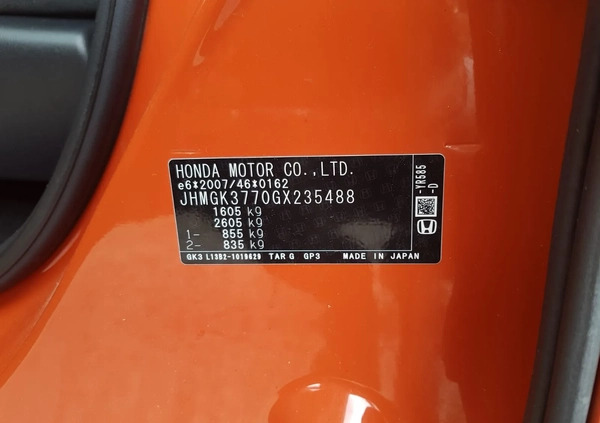 HONDA MOTOR CO.,LTD.
e6*2007/46*0162
JHMGK3770GX235488
1605 kg
2605 kg
1- 855 kg
2- 835 kg
GK3 L13B2-1019629 TAR G GP3 MADE IN JAPAN
-YR585
-D